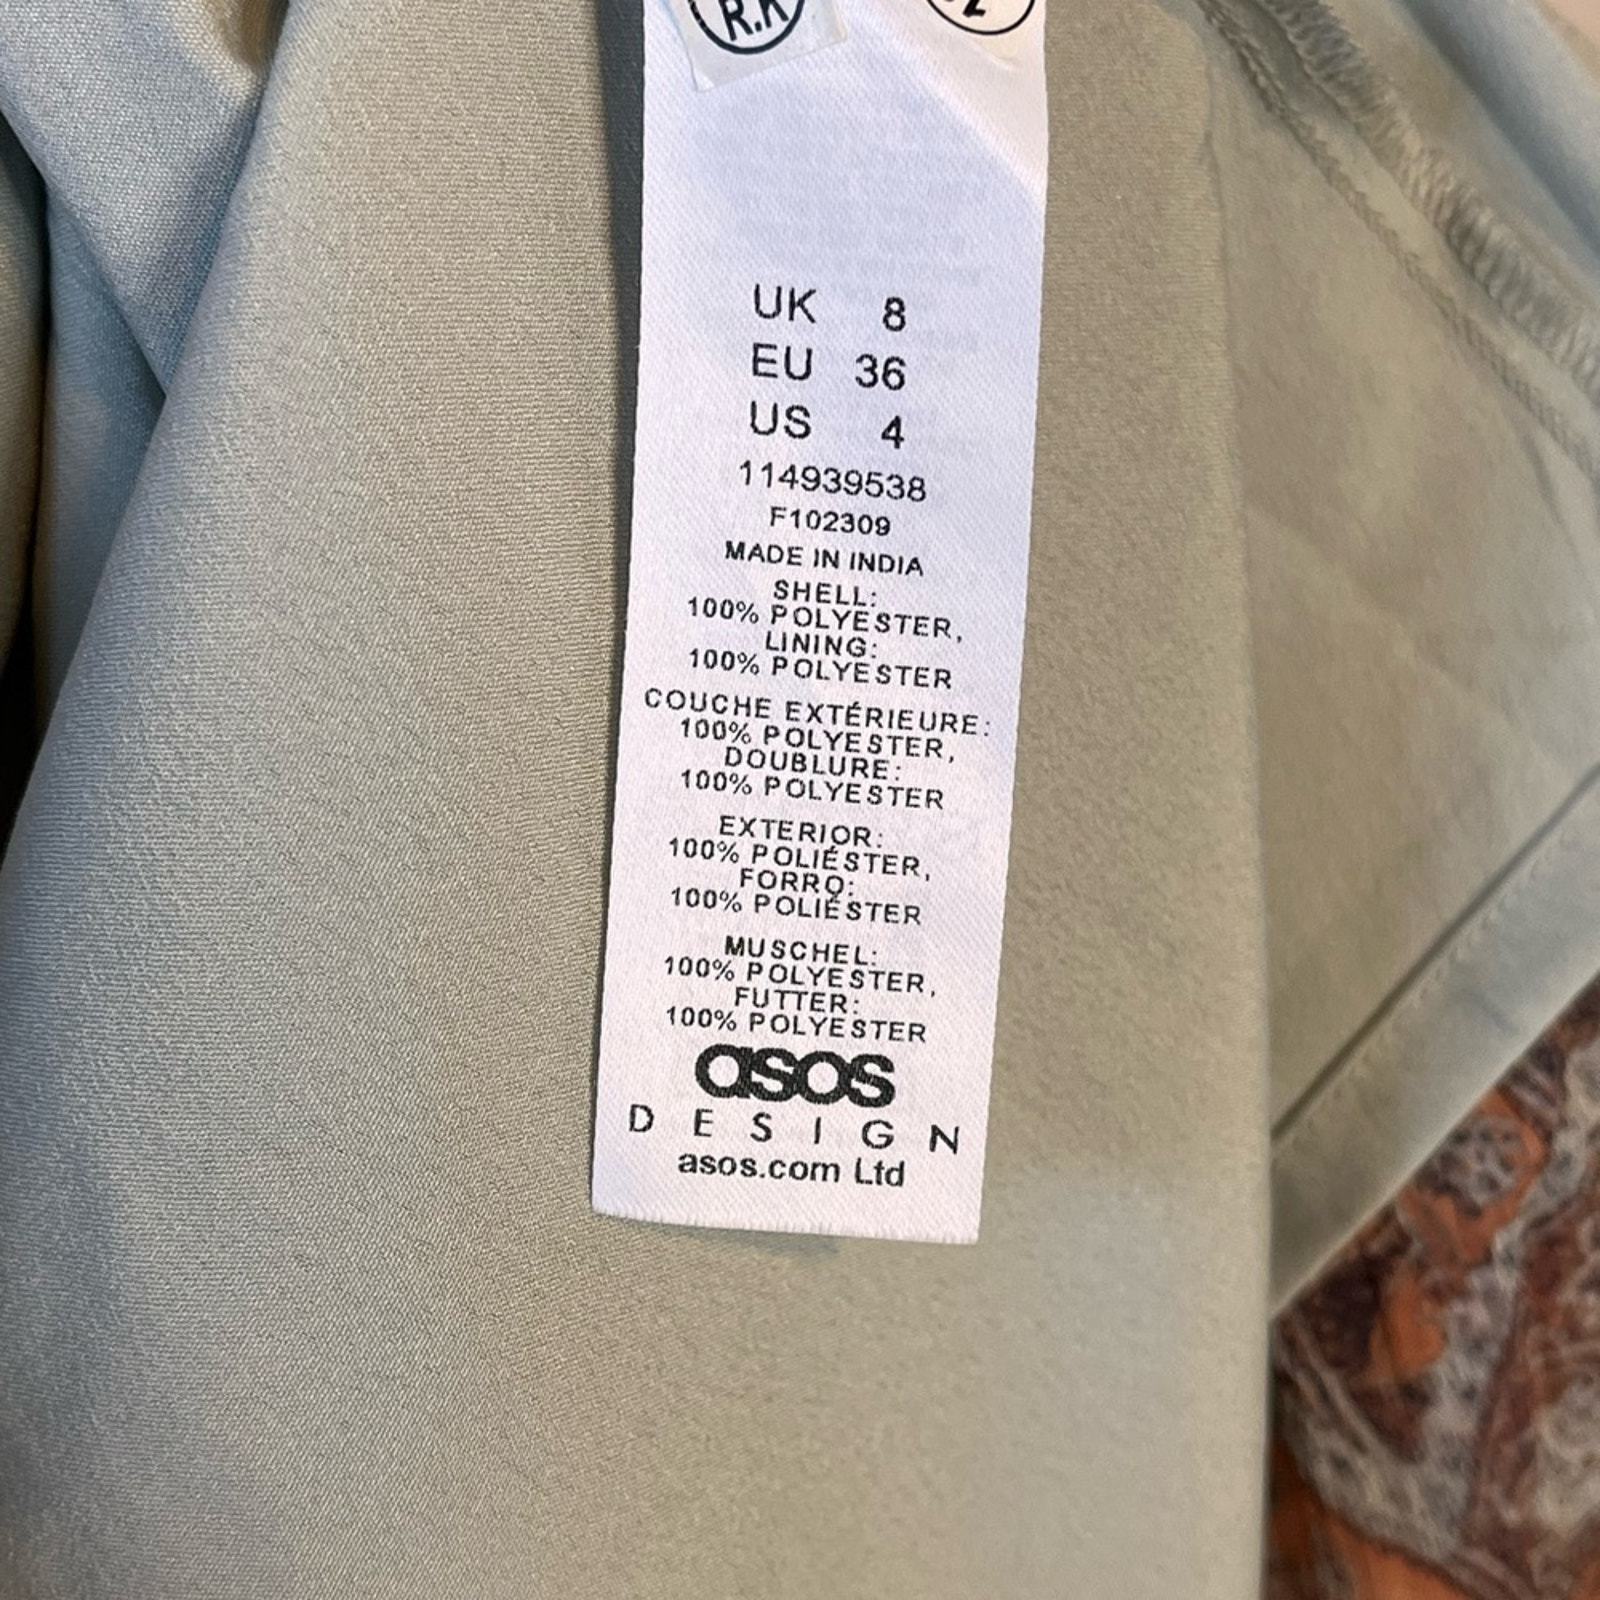 R.K
UK 8
EU 36
US 4
114939538
F102309
MADE IN INDIA
SHELL:
100% POLYESTER,
LINING:
100% POLYESTER
COUCHE EXTÉRIEURE:
100% POLYESTER,
DOUBLURE:
100% POLYESTER
EXTERIOR:
100% POLIÉSTER,
FORRO:
100% POLIÉSTER
MUSCHEL:
100% POLYESTER,
FUTTER:
100% POLYESTER
asos
DESIGN
asos.com Ltd